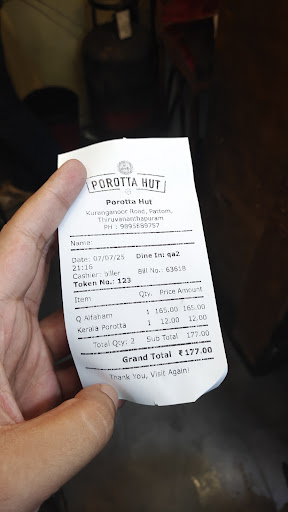 POROTTA HUT
Porotta Hut
Kuranganoor Road, Pattom,
Thiruvananthapuram
Name:
Date: 07/07/25 Dine In: qa2
21:16
Cashier: biller Bill No.: 63618
Token No.: 123
Item Qty. Price Amount
Q Alfaham 1 165.00 165.00
Kerala Porotta 1 12.00 12.00
Total Qty: 2 Sub Total 177.00
Grand Total ₹177.00
Thank You, Visit Again!